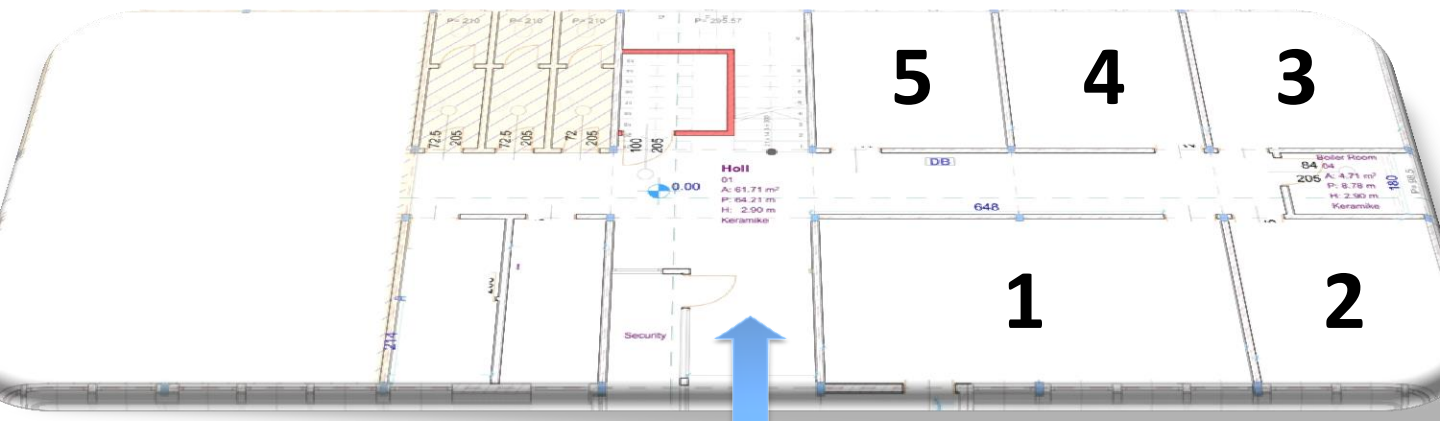 P= 210
P= 210
P= 210
5
4
3
72.5
205
72.5
205
72
205
100
205
DB
Holl
01
A: 61.71 m²
P: 64.21 m
H: 2.90 m
Keramike
0.00
84
205
Boiler Room
04
A: 4.71 m²
P: 8.78 m
H: 2.90 m
Keramike
180
648
1
2
Security
214